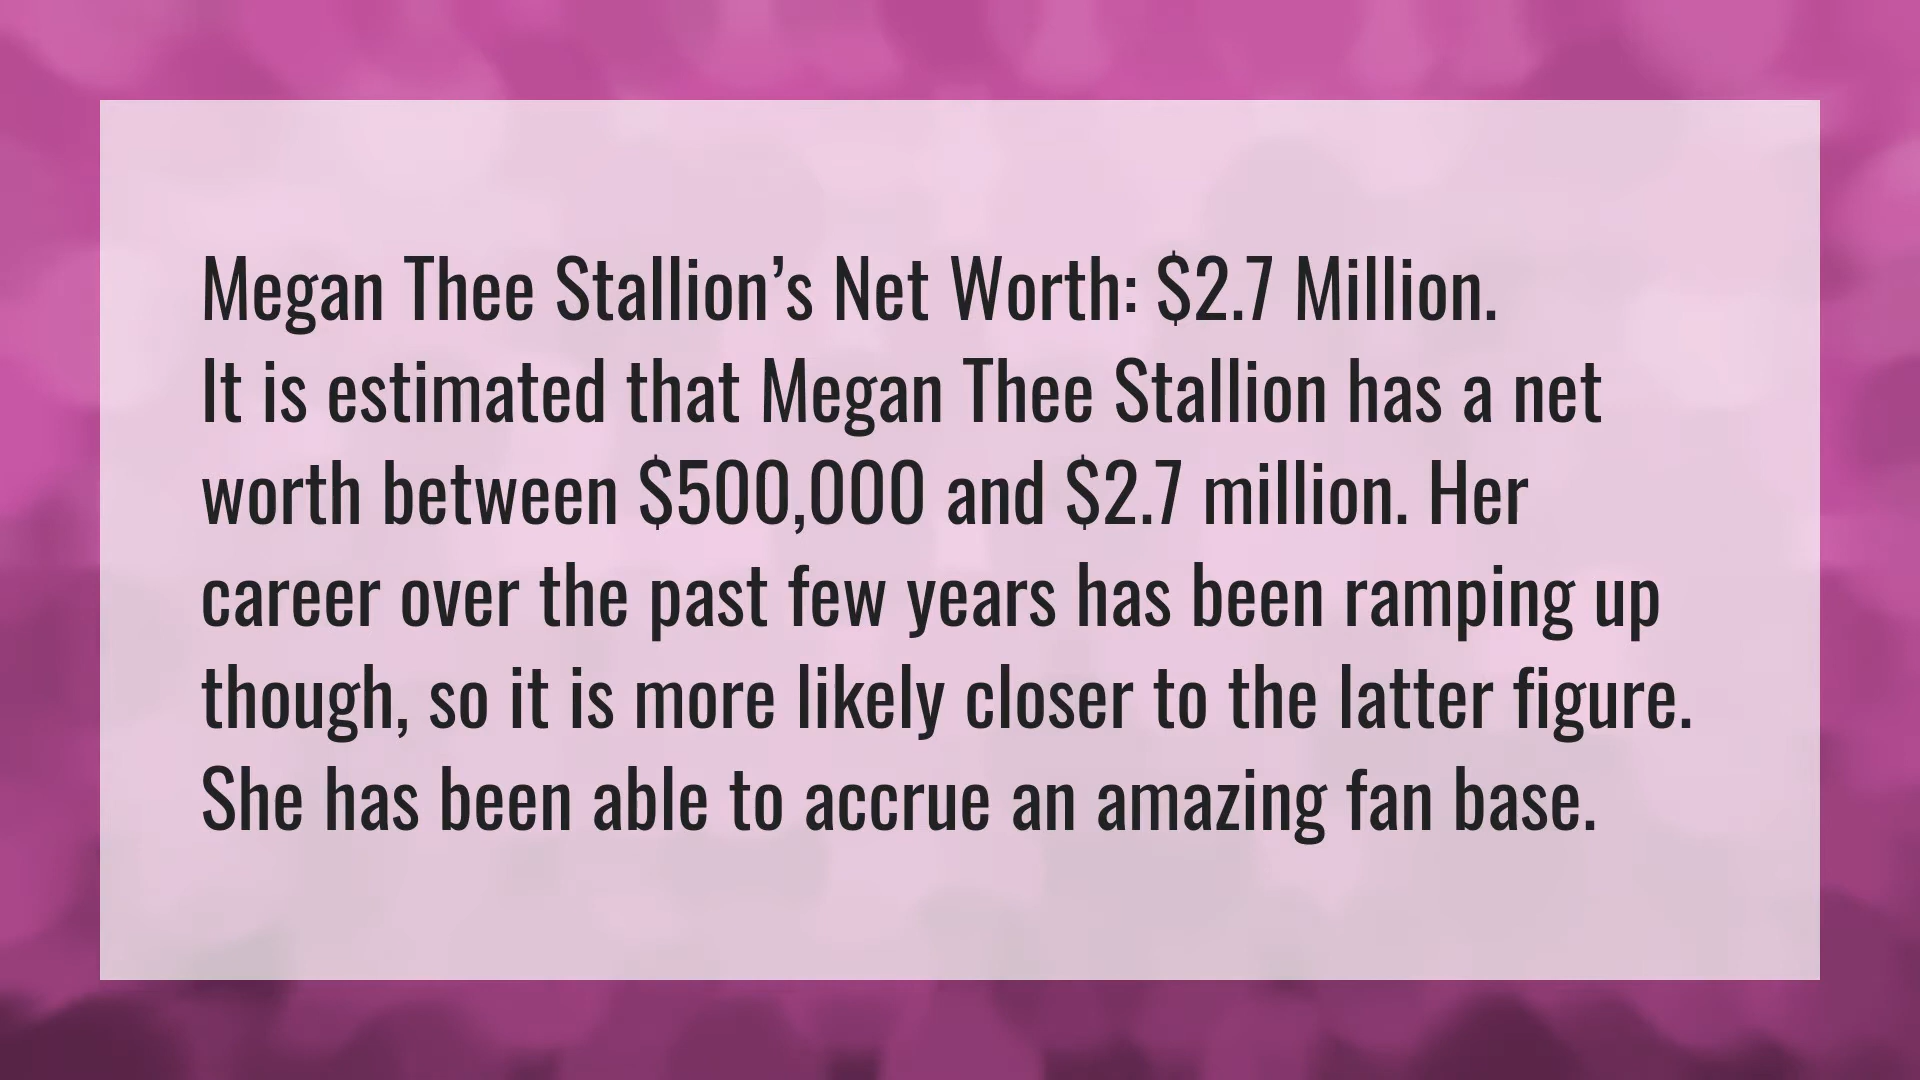 Megan Thee Stallion’s Net Worth: $2.7 Million.
It is estimated that Megan Thee Stallion has a net
worth between $500,000 and $2.7 million. Her
career over the past few years has been ramping up
though, so it is more likely closer to the latter figure.
She has been able to accrue an amazing fan base.